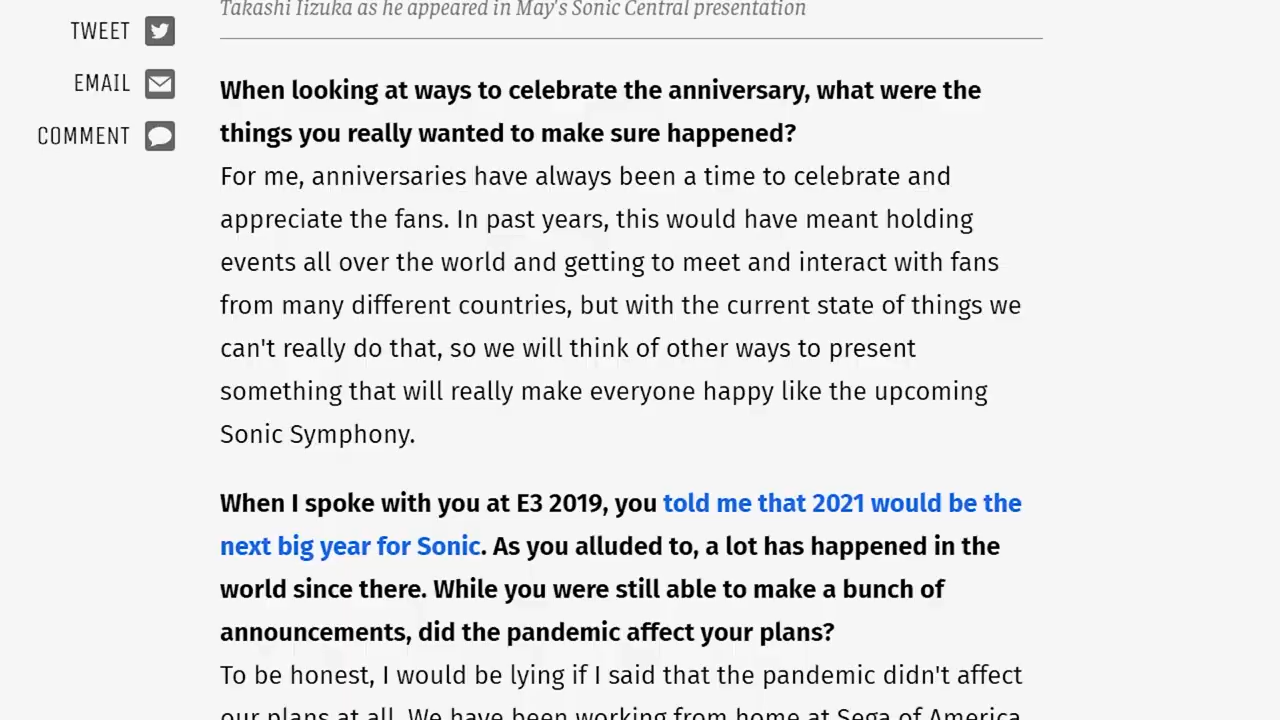 Takashi Iizuka as he appeared in May's Sonic Central presentation
TWEET
EMAIL
COMMENT
When looking at ways to celebrate the anniversary, what were the
things you really wanted to make sure happened?
For me, anniversaries have always been a time to celebrate and
appreciate the fans. In past years, this would have meant holding
events all over the world and getting to meet and interact with fans
from many different countries, but with the current state of things we
can't really do that, so we will think of other ways to present
something that will really make everyone happy like the upcoming
Sonic Symphony.
When I spoke with you at E3 2019, you told me that 2021 would be the
next big year for Sonic. As you alluded to, a lot has happened in the
world since there. While you were still able to make a bunch of
announcements, did the pandemic affect your plans?
To be honest, I would be lying if I said that the pandemic didn't affect
our plans at all. We have been working from home at Sega of America